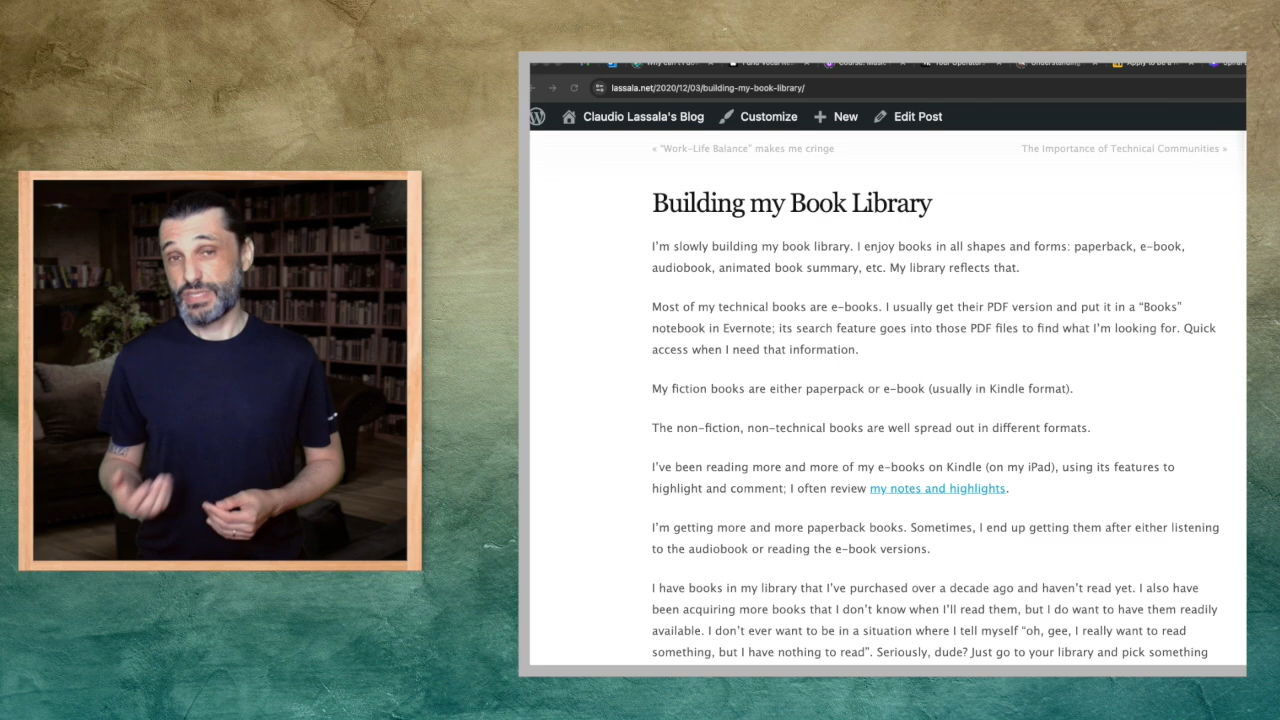 lassala.net/2020/12/03/building-my-book-library/
Claudio Lassala's Blog Customize New Edit Post
« “Work-Life Balance” makes me cringe The Importance of Technical Communities »
Building my Book Library
I’m slowly building my book library. I enjoy books in all shapes and forms: paperback, e-book,
audiobook, animated book summary, etc. My library reflects that.
Most of my technical books are e-books. I usually get their PDF version and put it in a “Books”
notebook in Evernote; its search feature goes into those PDF files to find what I’m looking for. Quick
access when I need that information.
My fiction books are either paperpack or e-book (usually in Kindle format).
The non-fiction, non-technical books are well spread out in different formats.
I’ve been reading more and more of my e-books on Kindle (on my iPad), using its features to
highlight and comment; I often review my notes and highlights.
I’m getting more and more paperback books. Sometimes, I end up getting them after either listening
to the audiobook or reading the e-book versions.
I have books in my library that I’ve purchased over a decade ago and haven’t read yet. I also have
been acquiring more books that I don’t know when I’ll read them, but I do want to have them readily
available. I don’t ever want to be in a situation where I tell myself “oh, gee, I really want to read
something, but I have nothing to read”. Seriously, dude? Just go to your library and pick something